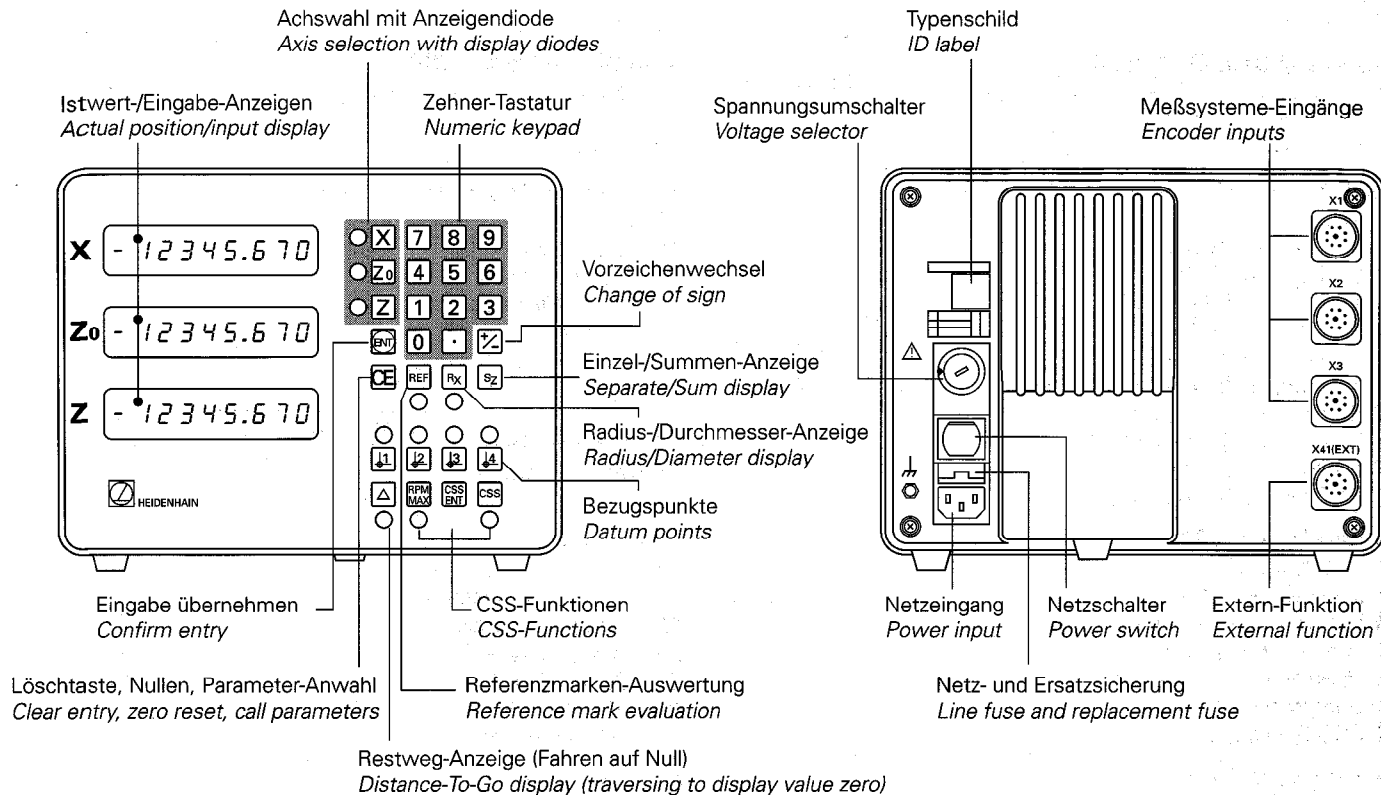 Achswahl mit Anzeigendiode
Axis selection with display diodes
Typenschild
ID label
Istwert-/Eingabe-Anzeigen
Actual position/input display
Zehner-Tastatur
Numeric keypad
Spannungsumschalter
Voltage selector
Meßsysteme-Eingänge
Encoder inputs
X - 12345.670
Z0 - 12345.670
Z - 12345.670
HEIDENHAIN
X 7 8 9
Z0 4 5 6
Z 1 2 3
ENT 0 . +/-
CE REF RX SZ
1 2 3 4
△ RPM MAX CSS ENT CSS
Vorzeichenwechsel
Change of sign
Einzel-/Summen-Anzeige
Separate/Sum display
Radius-/Durchmesser-Anzeige
Radius/Diameter display
Bezugspunkte
Datum points
X1
X2
X3
X41(EXT)
Eingabe übernehmen
Confirm entry
CSS-Funktionen
CSS-Functions
Netzeingang
Power input
Netzschalter
Power switch
Extern-Funktion
External function
Löschtaste, Nullen, Parameter-Anwahl
Clear entry, zero reset, call parameters
Referenzmarken-Auswertung
Reference mark evaluation
Netz- und Ersatzsicherung
Line fuse and replacement fuse
Restweg-Anzeige (Fahren auf Null)
Distance-To-Go display (traversing to display value zero)